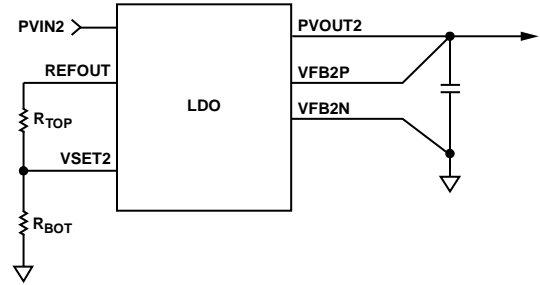 PVIN2
PVOUT2
REFOUT
VFB2P
LDO
VFB2N
RTOP
VSET2
RBOT